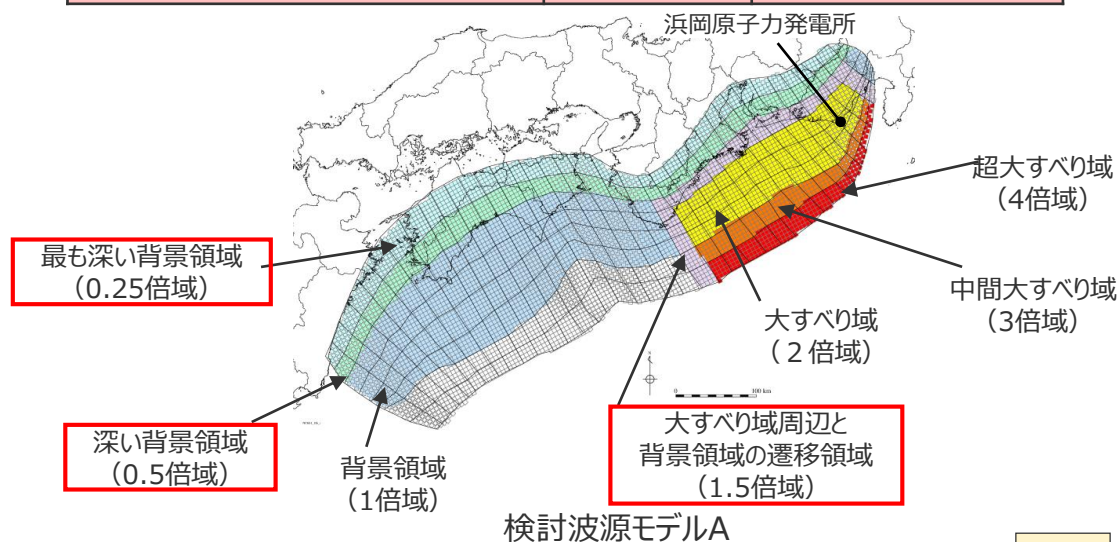 浜岡原子力発電所
超大すべり域
（4倍域）
最も深い背景領域
（0.25倍域）
中間大すべり域
（3倍域）
大すべり域
（２倍域）
0 100 km
大すべり域周辺と
背景領域の遷移領域
（1.5倍域）
深い背景領域
（0.5倍域）
背景領域
（1倍域）
検討波源モデルA